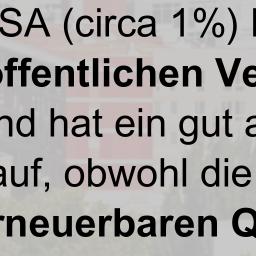 SA (circa 1%)
öffentlichen Ve
nd hat ein gut a
auf, obwohl die
rneuerbaren Q